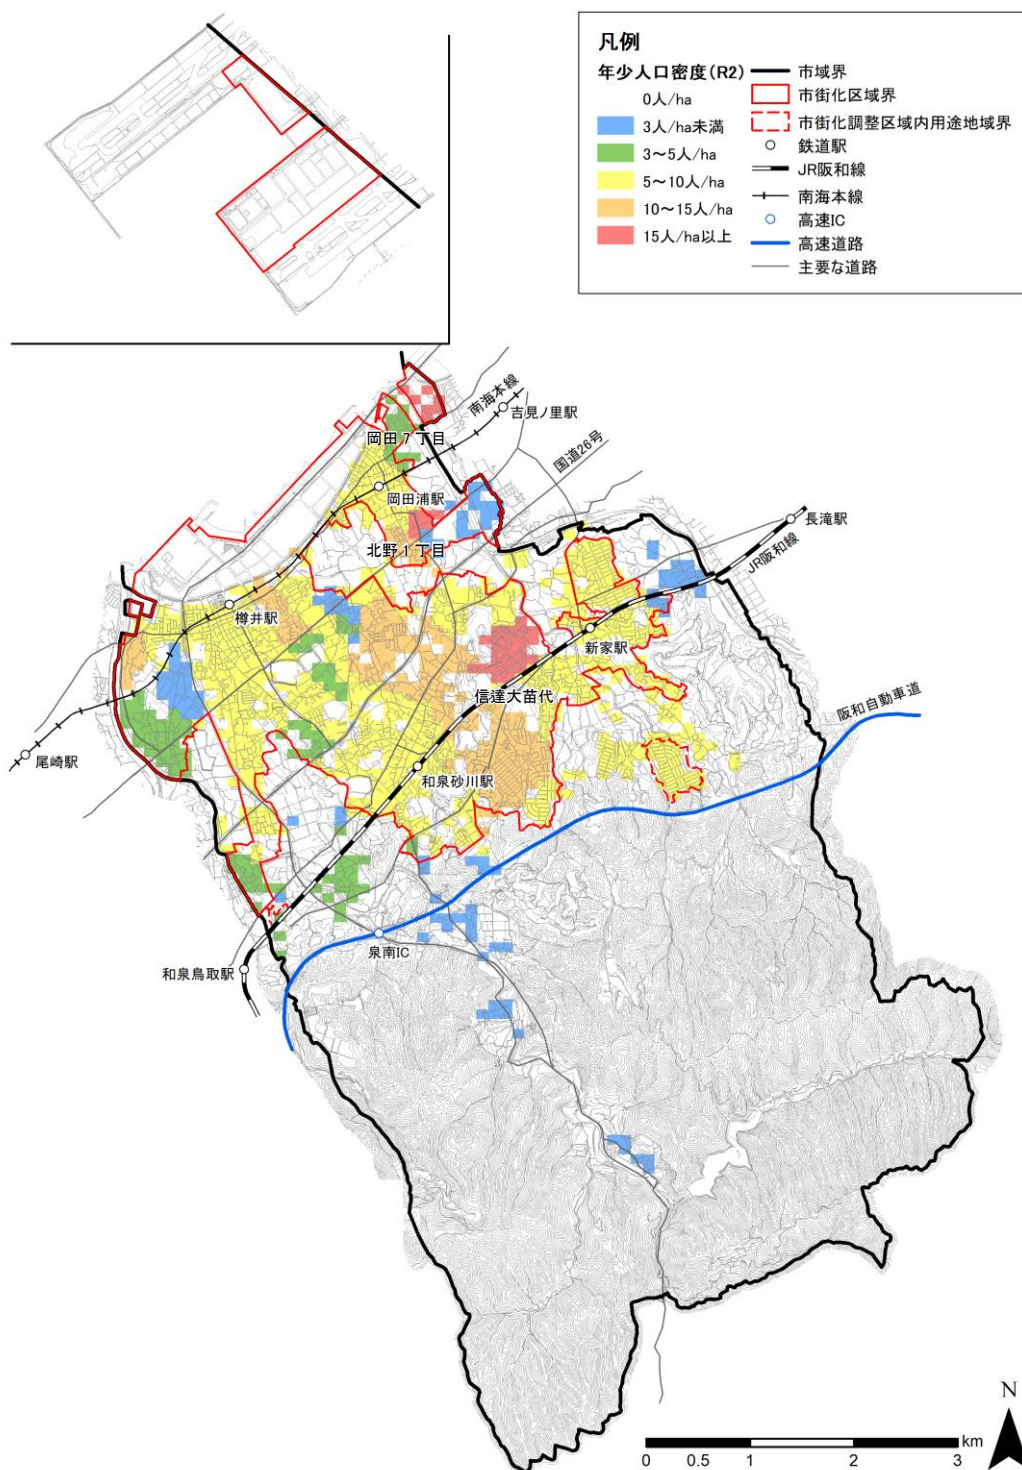 凡例
年少人口密度(R2)
0人/ha
3人/ha未満
3～5人/ha
5～10人/ha
10～15人/ha
15人/ha以上
市域界
市街化区域界
市街化調整区域内用途地域界
鉄道駅
JR阪和線
南海本線
高速IC
高速道路
主要な道路
南海本線
吉見ノ里駅
岡田7丁目
国道26号
岡田浦駅
長滝駅
北野1丁目
JR阪和線
樽井駅
新家駅
信達大苗代
阪和自動車道
尾崎駅
和泉砂川駅
泉南IC
和泉鳥取駅
N
km
0 0.5 1 2 3